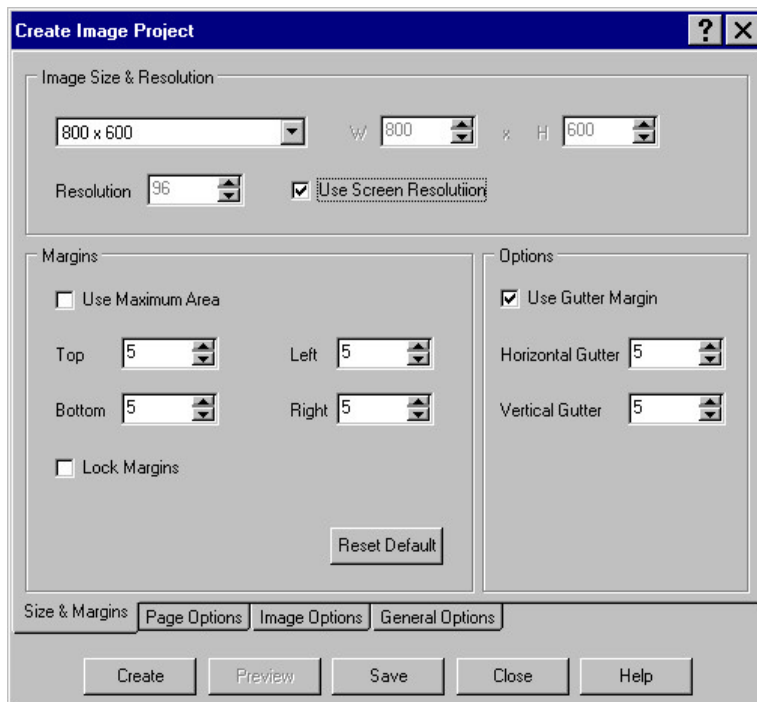 Create Image Project
Image Size & Resolution
800 x 600 W 800 x H 600
Resolution 96 Use Screen Resolutiion
Margins
Use Maximum Area
Top 5 Left 5
Bottom 5 Right 5
Lock Margins
Reset Default
Options
Use Gutter Margin
Horizontal Gutter 5
Vertical Gutter 5
Size & Margins Page Options Image Options General Options
Create Preview Save Close Help